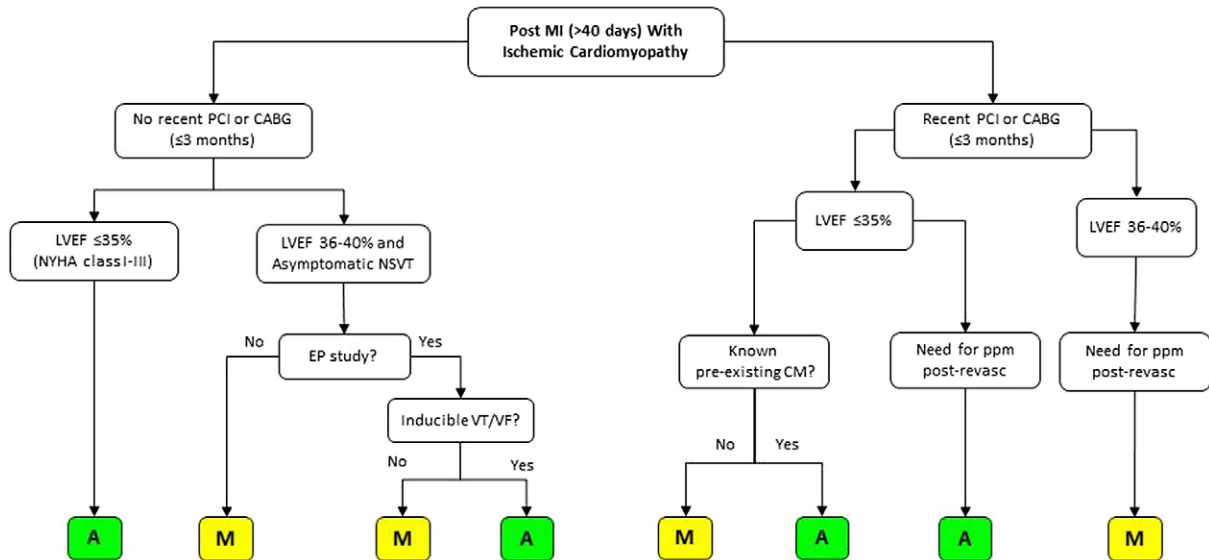 Post MI (>40 days) With
Ischemic Cardiomyopathy
No recent PCI or CABG
(≤3 months)
Recent PCI or CABG
(≤3 months)
LVEF ≤35%
(NYHA class I-III)
LVEF 36-40% and
Asymptomatic NSVT
LVEF ≤35%
LVEF 36-40%
No
EP study?
Yes
Known
pre-existing CM?
Need for ppm
post-revasc
Need for ppm
post-revasc
Inducible VT/VF?
No
Yes
No
Yes
A
M
M
A
M
A
A
M